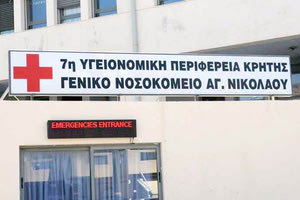 7η ΥΓΕΙΟΝΟΜΙΚΗ ΠΕΡΙΦΕΡΕΙΑ ΚΡΗΤΗΣ
ΓΕΝΙΚΟ ΝΟΣΟΚΟΜΕΙΟ ΑΓ. ΝΙΚΟΛΑΟΥ
EMERGENCIES ENTRANCE